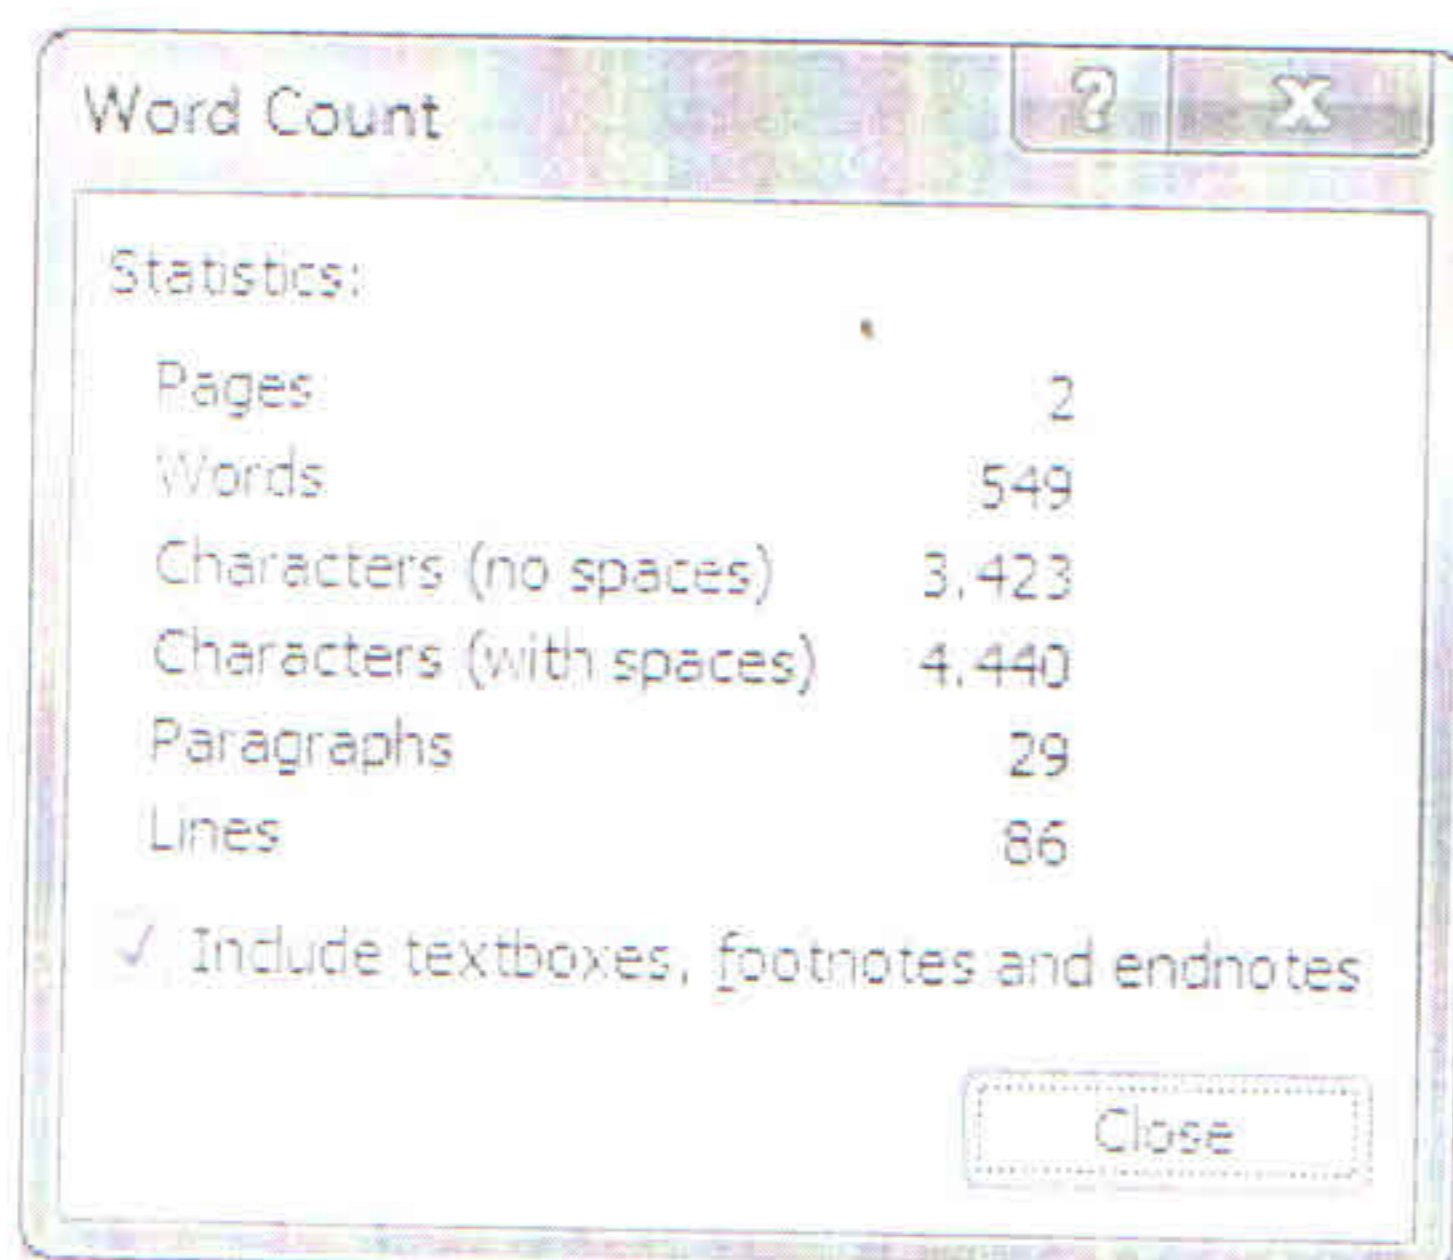 Word Count
Statistics:
Pages 2
Words 549
Characters (no spaces) 3,423
Characters (with spaces) 4,440
Paragraphs 29
Lines 86
✓ Include textboxes, footnotes and endnotes
Close